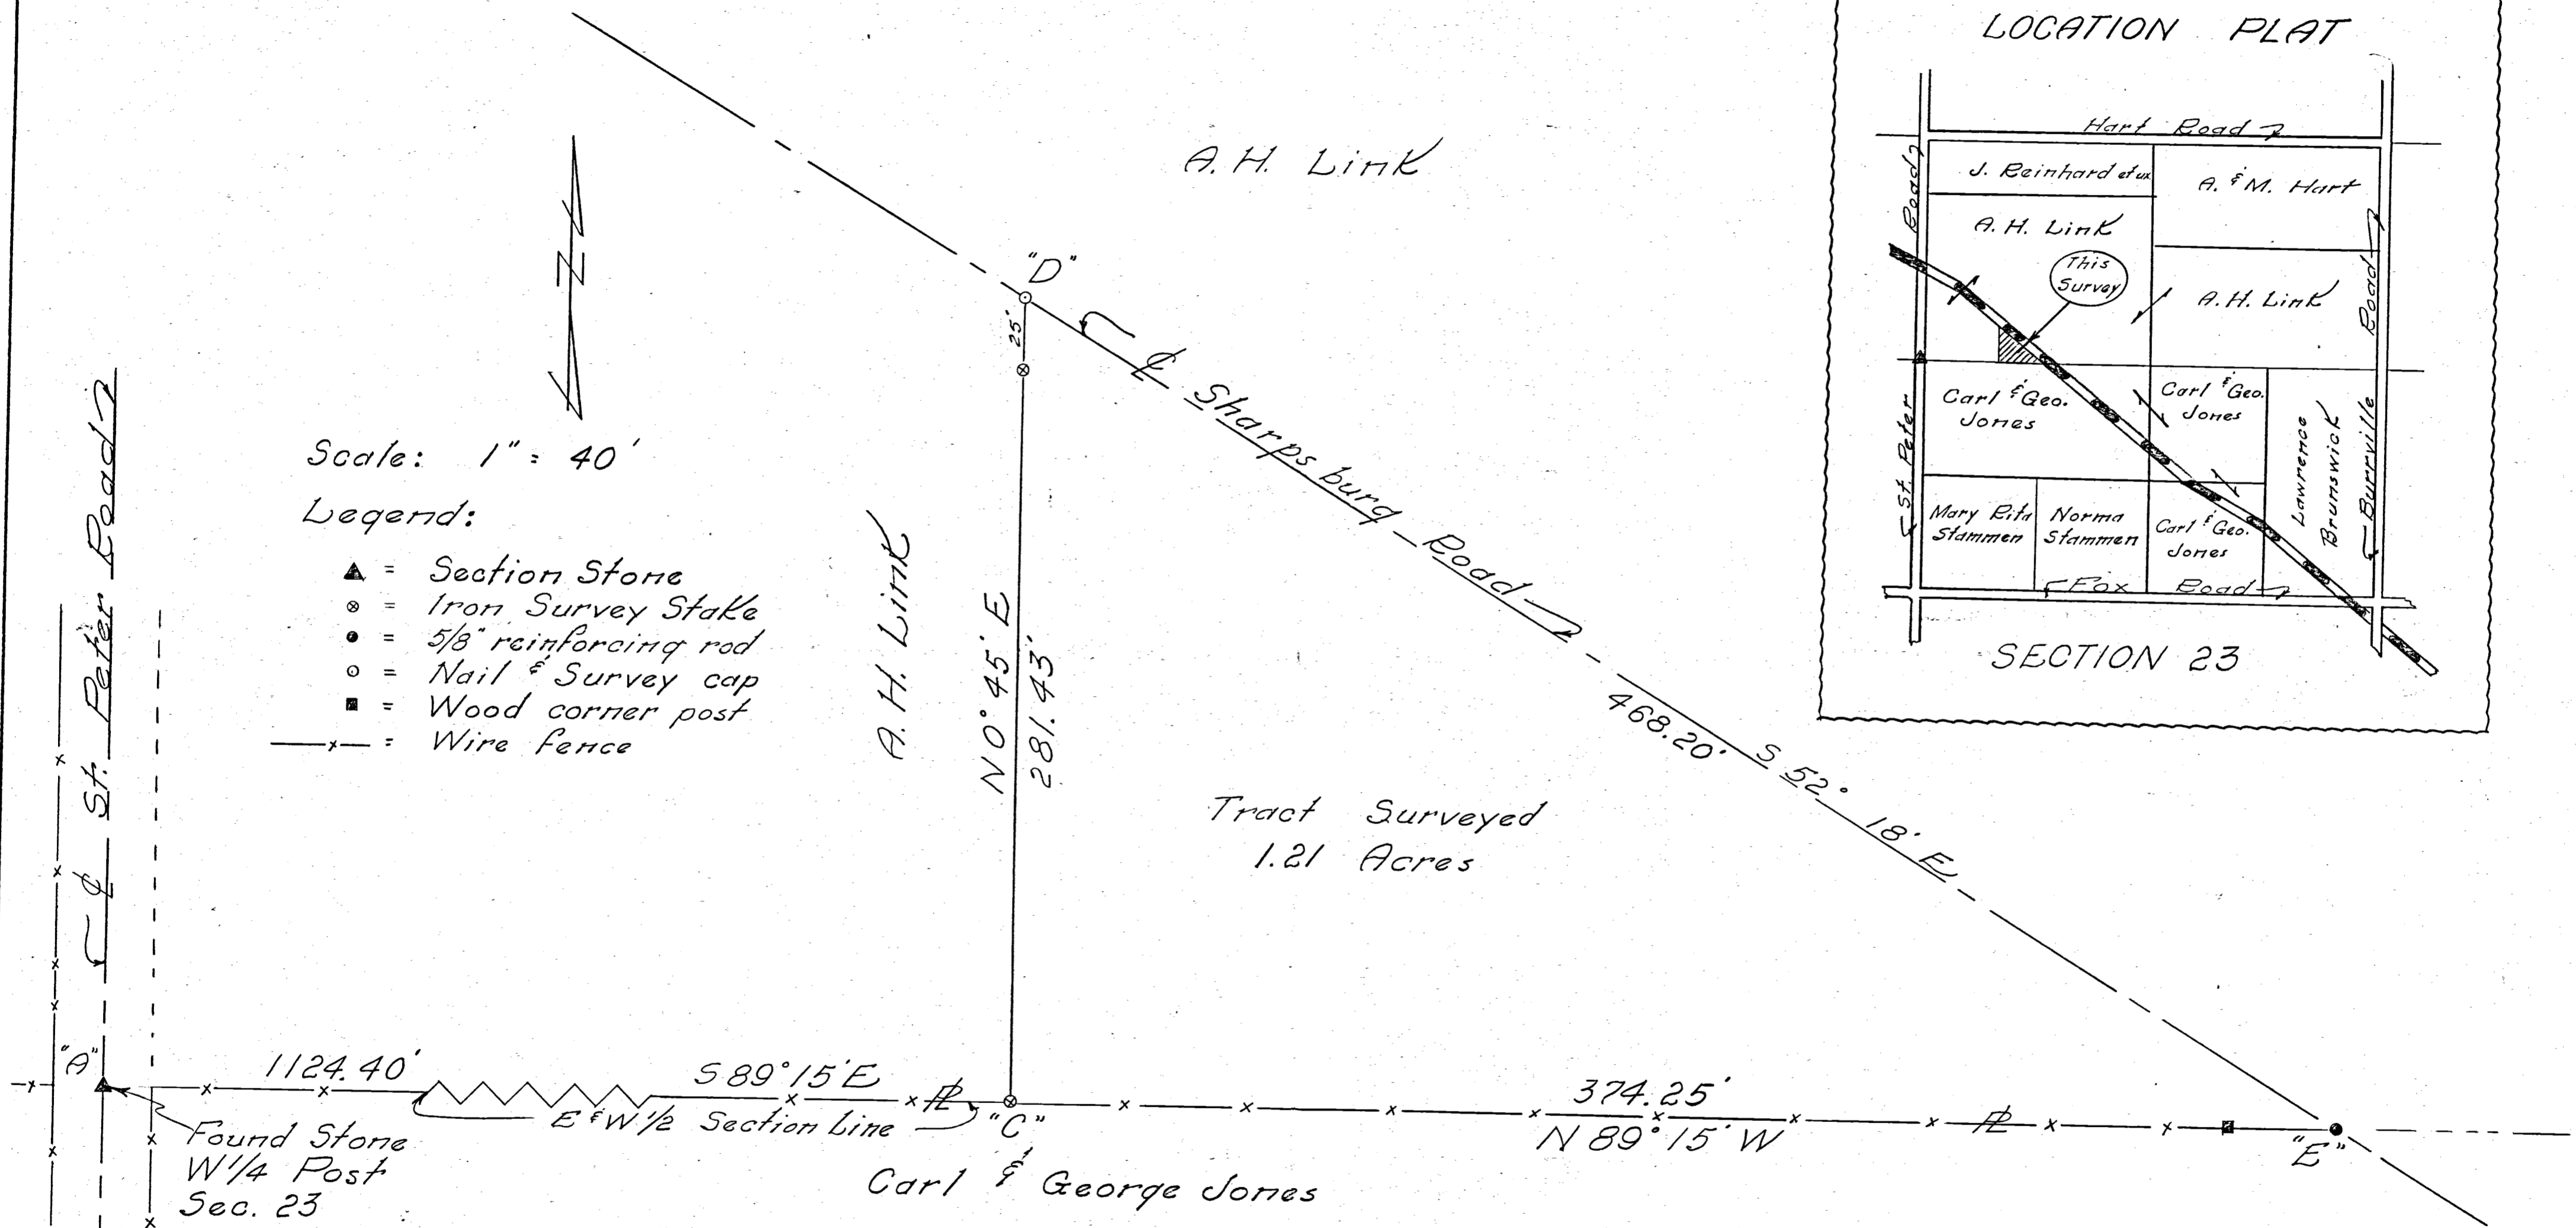 LOCATION PLAT
Hart Road
J. Reinhard et ux
A. & M. Hart
Road
A. H. Link
This
Survey
A. H. Link
Road
Carl & Geo.
Jones
Carl & Geo.
Jones
Lawrence
Brunswick
St. Peter
Burrville
Mary Rita
Stammen
Norma
Stammen
Carl & Geo.
Jones
Fox Road
SECTION 23
A. H. Link
N
"D"
25'
℄ Sharpsburg Road
Scale: 1" = 40'
Legend:
▲ = Section Stone
⊗ = Iron Survey Stake
● = 5/8" reinforcing rod
⊙ = Nail & Survey cap
■ = Wood corner post
—x— = Wire fence
℄ St. Peter Road
A. H. Link
N 0° 45' E
281.43'
468.20'
S 52° 18' E
Tract Surveyed
1.21 Acres
"A"
1124.40'
S 89° 15' E
PL
E & W 1/2 Section Line
"C"
374.25'
N 89° 15' W
PL
"E"
Found Stone
W 1/4 Post
Sec. 23
Carl & George Jones